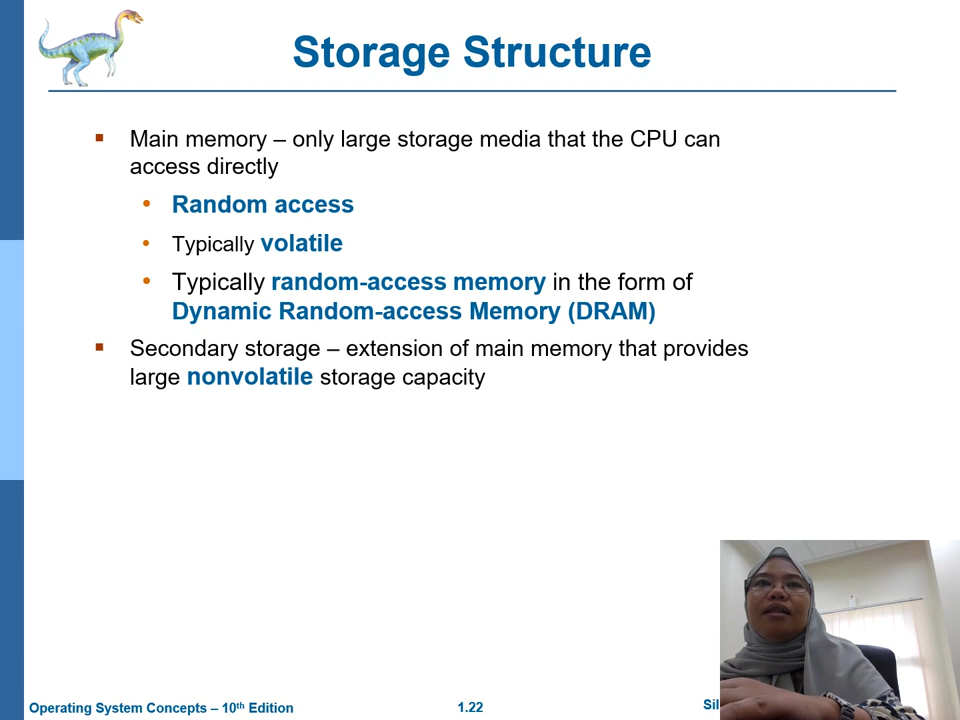 Storage Structure
Main memory – only large storage media that the CPU can
access directly
Random access
Typically volatile
Typically random-access memory in the form of
Dynamic Random-access Memory (DRAM)
Secondary storage – extension of main memory that provides
large nonvolatile storage capacity
Operating System Concepts – 10th Edition
1.22